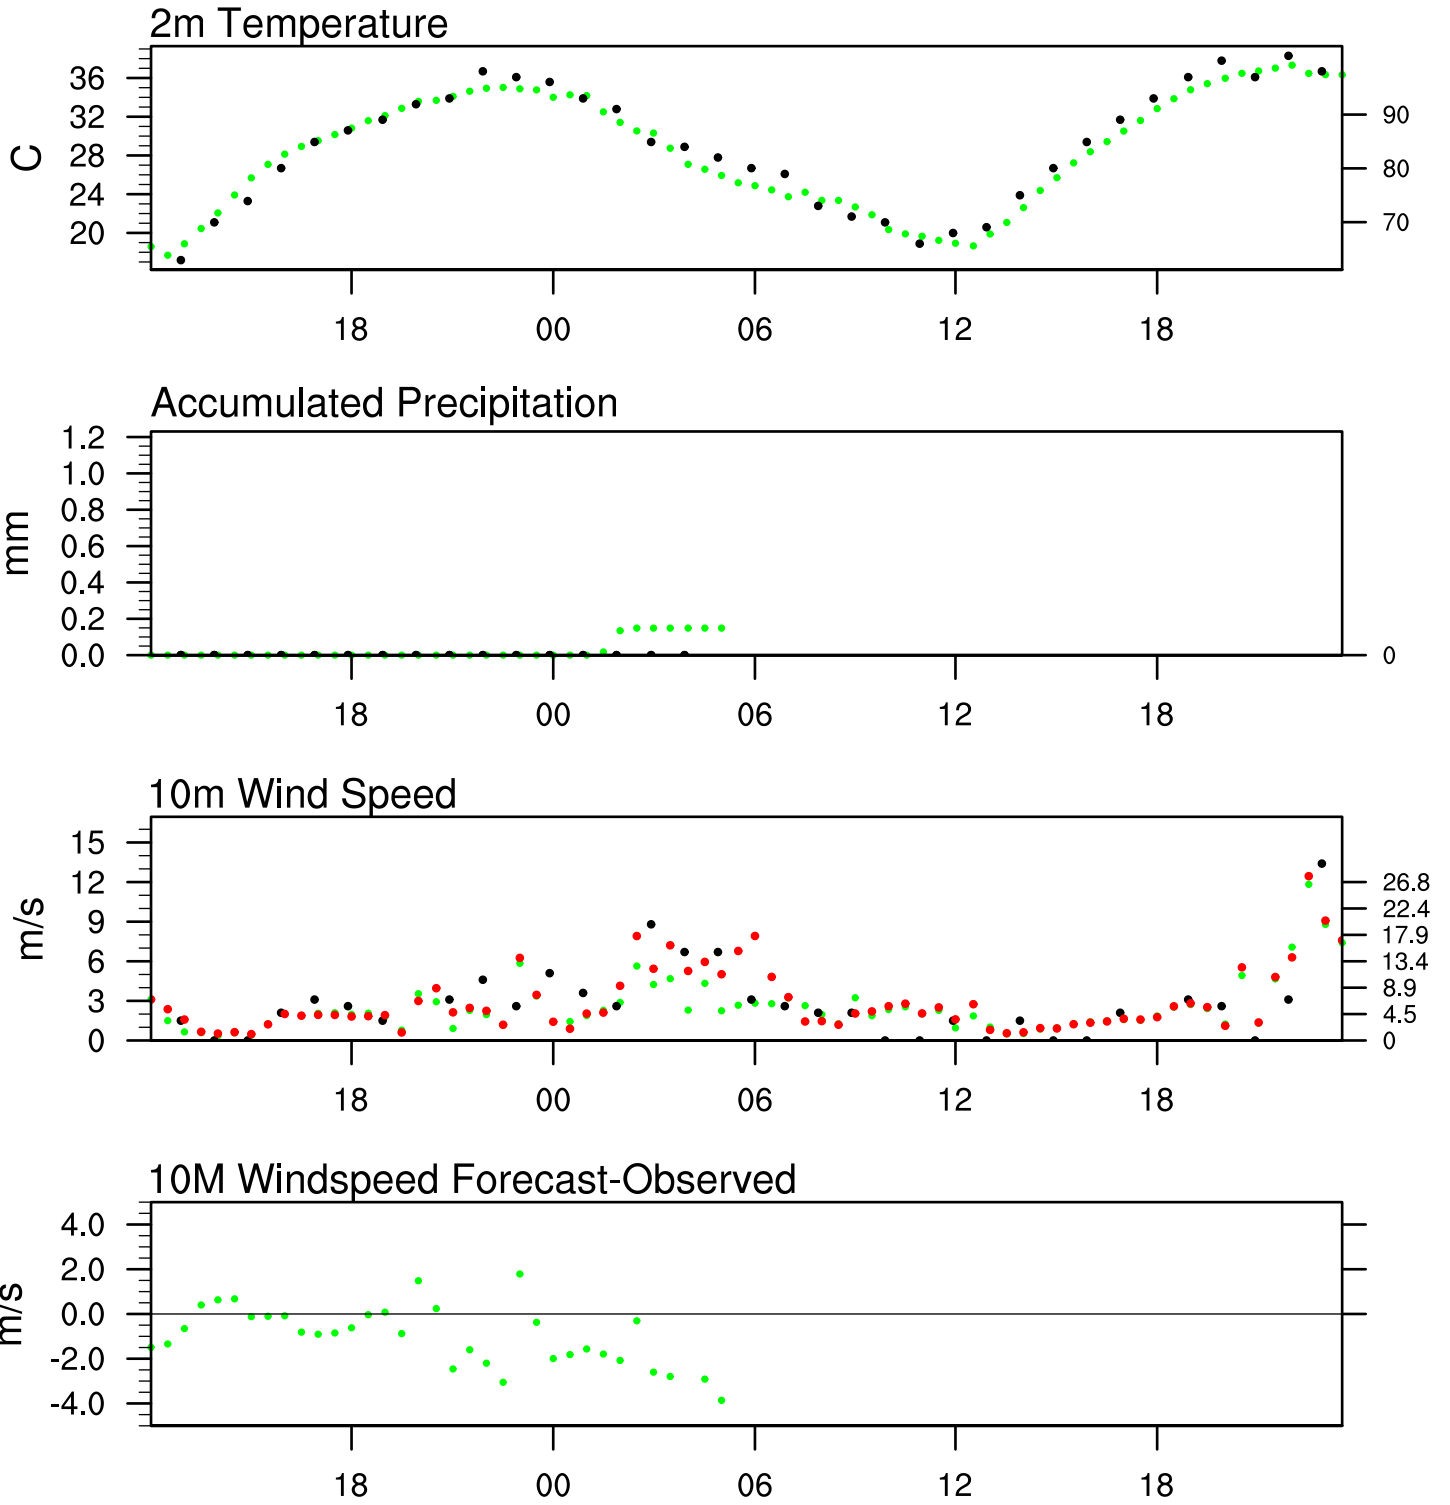 2m Temperature
36
32
28
24
20
C
90
80
70
18 00 06 12 18
Accumulated Precipitation
1.2
1.0
0.8
0.6
0.4
0.2
0.0
mm
0
18 00 06 12 18
10m Wind Speed
15
12
9
6
3
0
m/s
26.8
22.4
17.9
13.4
8.9
4.5
0
18 00 06 12 18
10M Windspeed Forecast-Observed
4.0
2.0
0.0
-2.0
-4.0
m/s
18 00 06 12 18